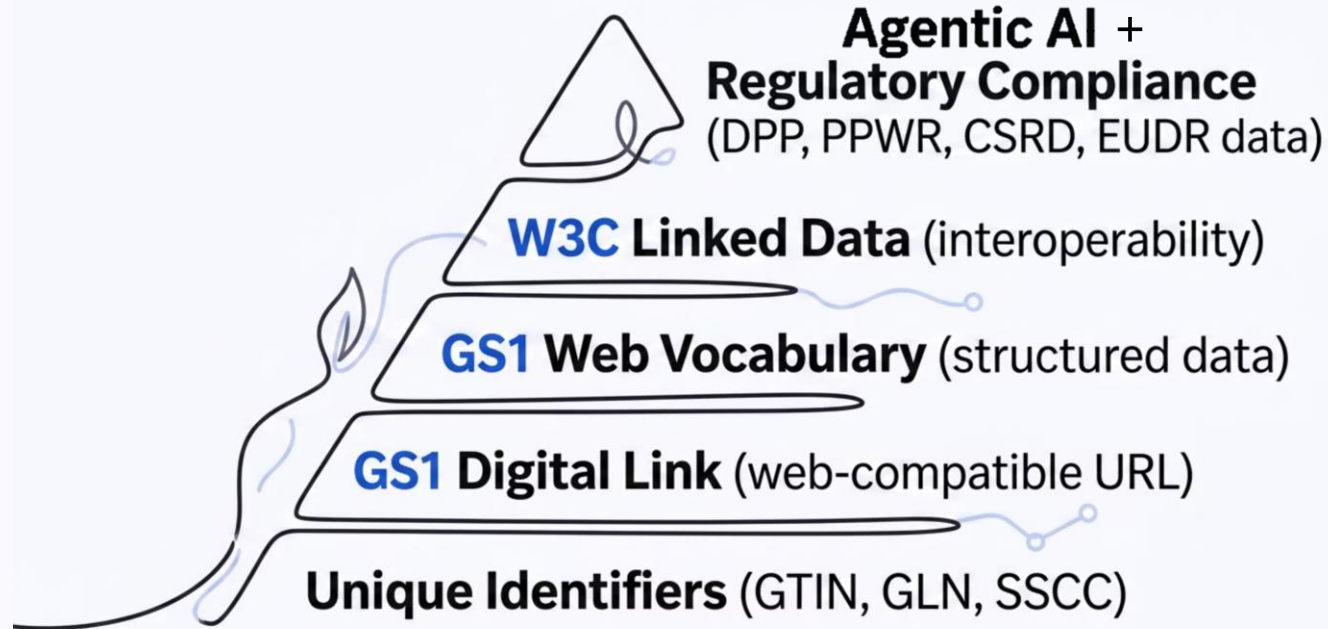 Agentic AI +
Regulatory Compliance
(DPP, PPWR, CSRD, EUDR data)
W3C Linked Data (interoperability)
GS1 Web Vocabulary (structured data)
GS1 Digital Link (web-compatible URL)
Unique Identifiers (GTIN, GLN, SSCC)